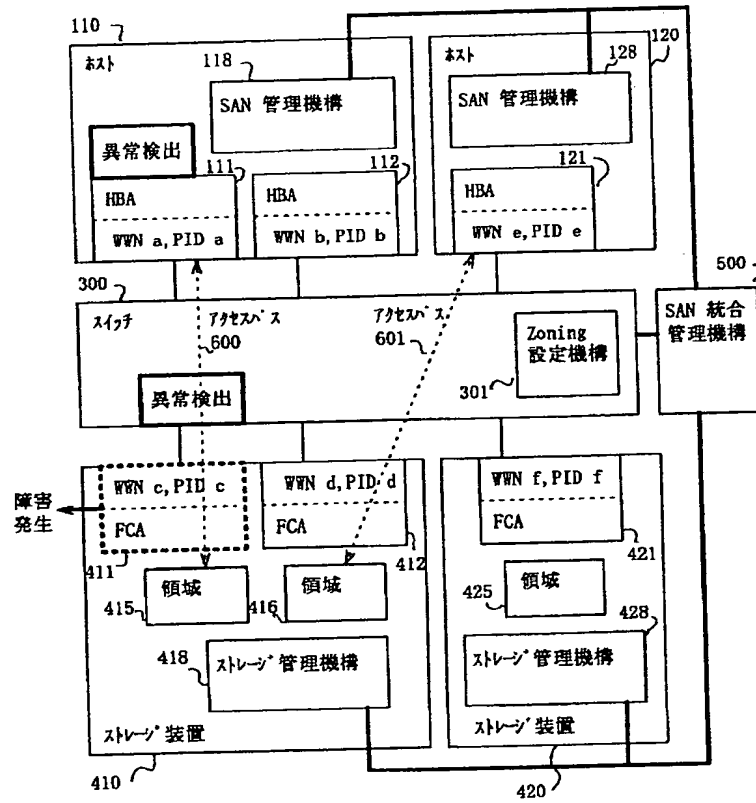 110
ホスト
118
SAN 管理機構
異常検出
111
HBA
WWN a,PID a
112
HBA
WWN b,PID b
ホスト
120
128
SAN 管理機構
121
HBA
WWN e,PID e
300
スイッチ
アクセスパス
600
アクセスパス
601
Zoning
設定機構
301
異常検出
500
SAN 統合
管理機構
障害
発生
WWN c,PID c
FCA
411
WWN d,PID d
FCA
412
WWN f,PID f
FCA
421
415
領域
416
領域
425
領域
418
ストレージ管理機構
428
ストレージ管理機構
ストレージ装置
410
ストレージ装置
420